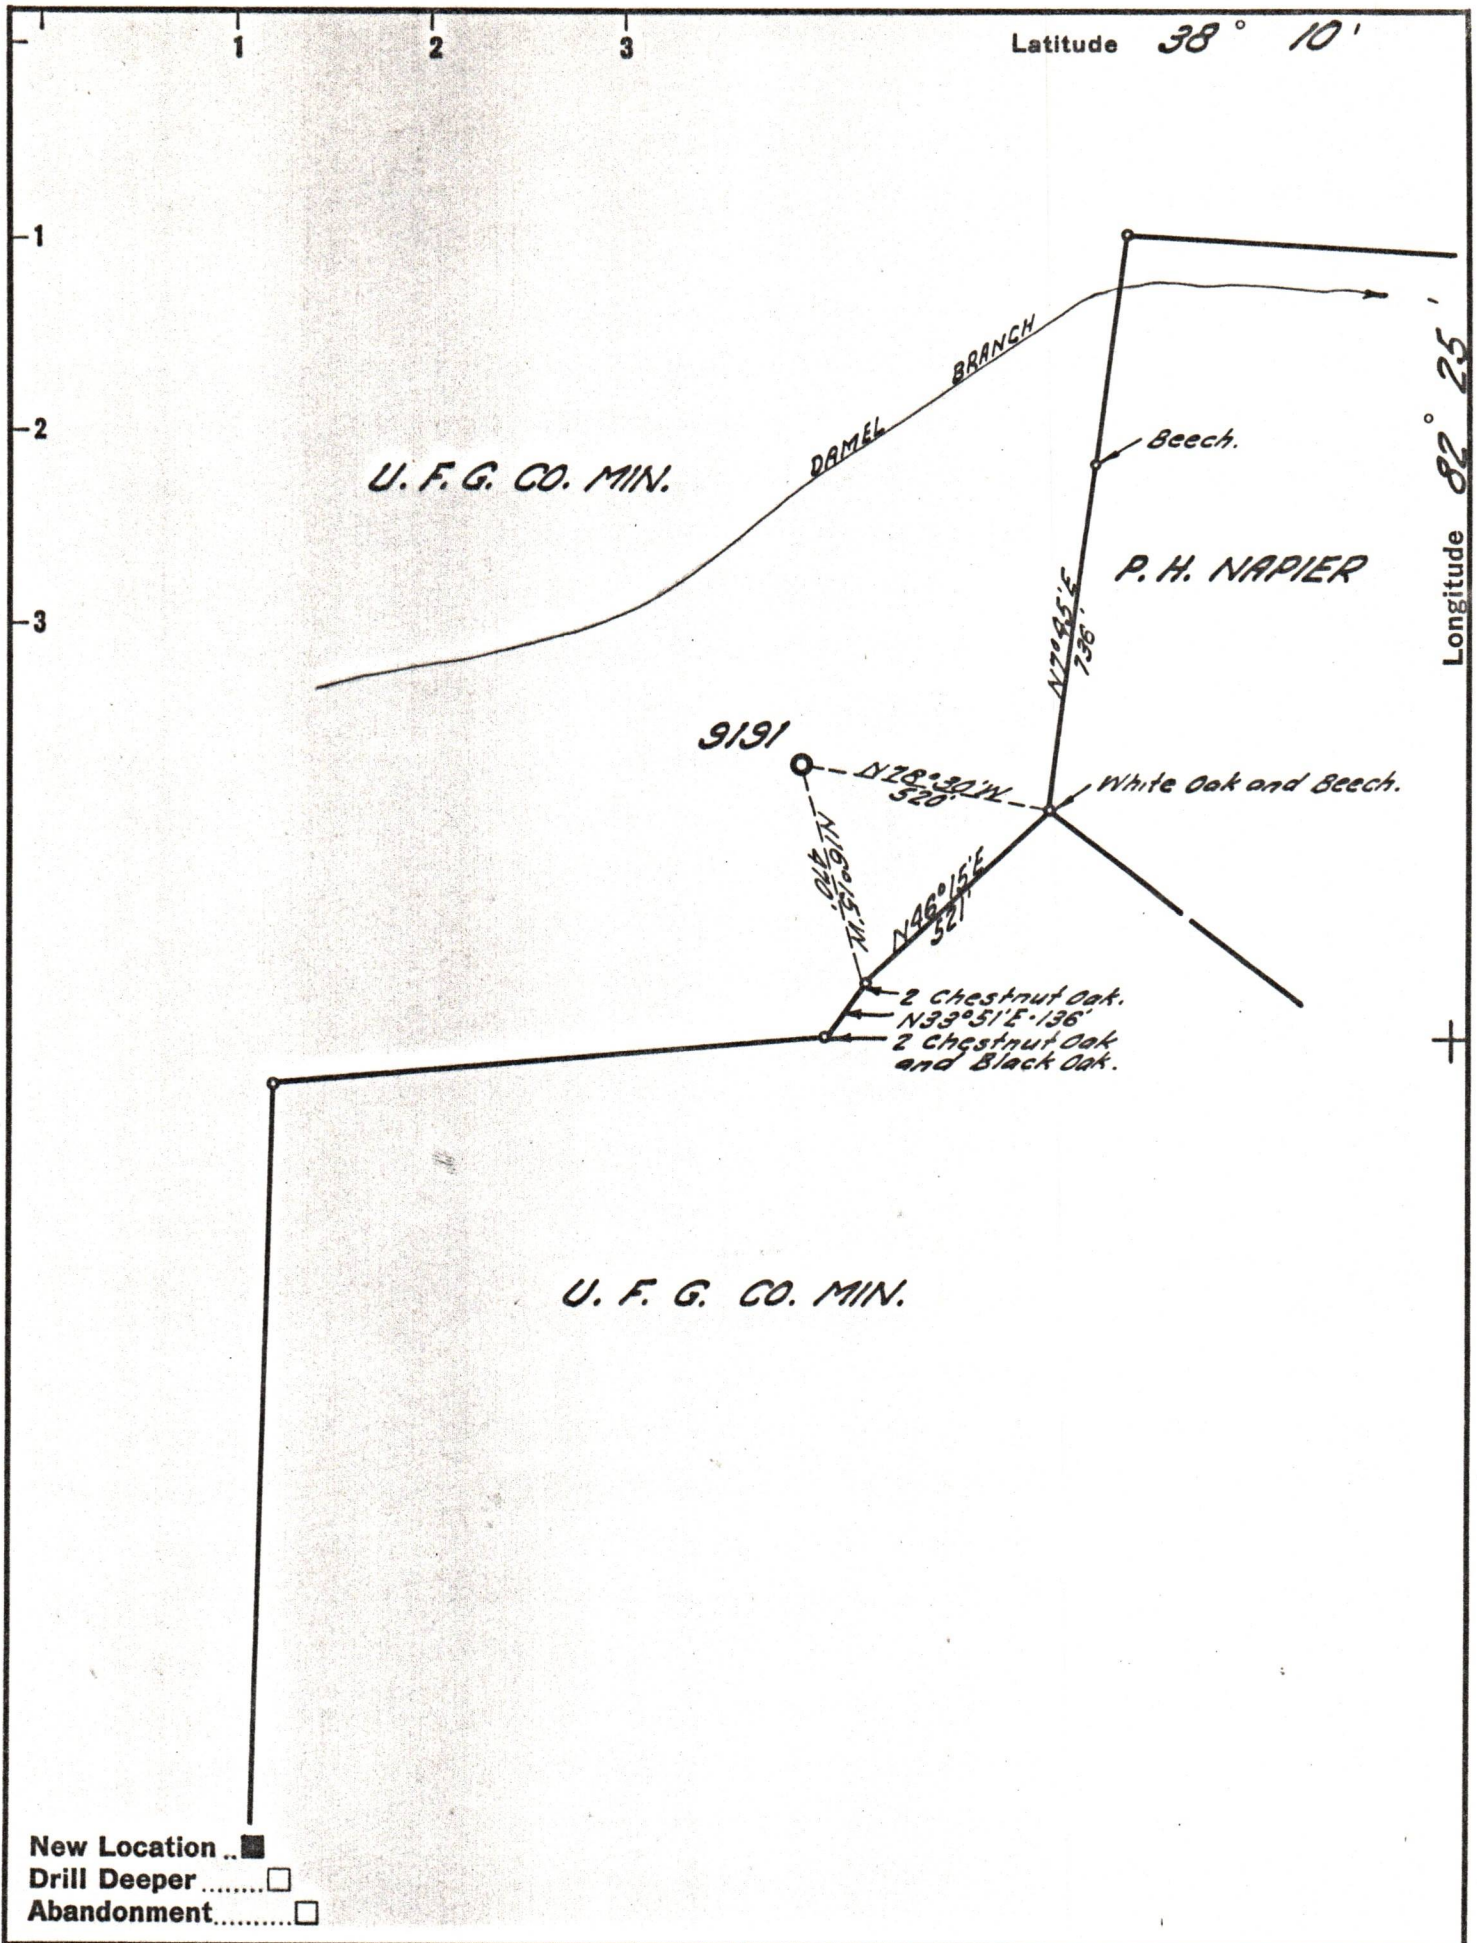 1 2 3
Latitude 38° 10'
1
2
3
Longitude 82° 25'
BRANCH
DAMEL
Beech.
U. F. G. CO. MIN.
P. H. NAPIER
N7°45'E
736'
9191
N78°30'W
520'
White Oak and Beech.
N16°15'W
470'
N46°15'E
521'
2 Chestnut Oak.
N33°51'E·136'
2 Chestnut Oak
and Black Oak.
U. F. G. CO. MIN.
New Location ..■
Drill Deeper ........□
Abandonment..........□